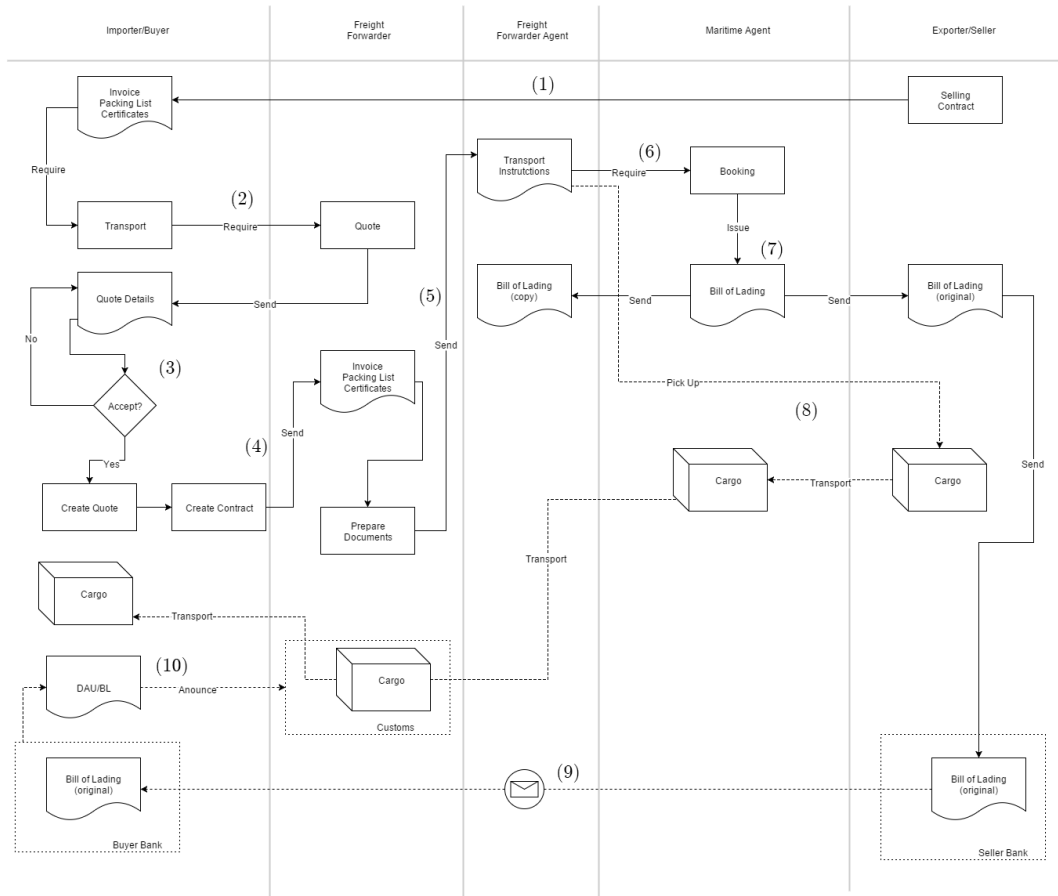 Importer/Buyer
Freight
Forwarder
Freight
Forwarder Agent
Maritime Agent
Exporter/Seller
Invoice
Packing List
Certificates
(1)
Selling
Contract
Require
Transport
(2)
Require
Quote
Transport
Instrutctions
(6)
Require
Booking
Issue
(7)
Quote Details
Send
(5)
Send
Bill of Lading
(copy)
Send
Bill of Lading
Send
Bill of Lading
(original)
No
(3)
Accept?
Yes
Invoice
Packing List
Certificates
Pick Up
(8)
(4)
Send
Send
Create Quote
Create Contract
Prepare
Documents
Cargo
Transport
Cargo
Transport
Cargo
Transport
Cargo
Customs
DAU/BL
(10)
Anounce
Bill of Lading
(original)
Buyer Bank
(9)
Bill of Lading
(original)
Seller Bank